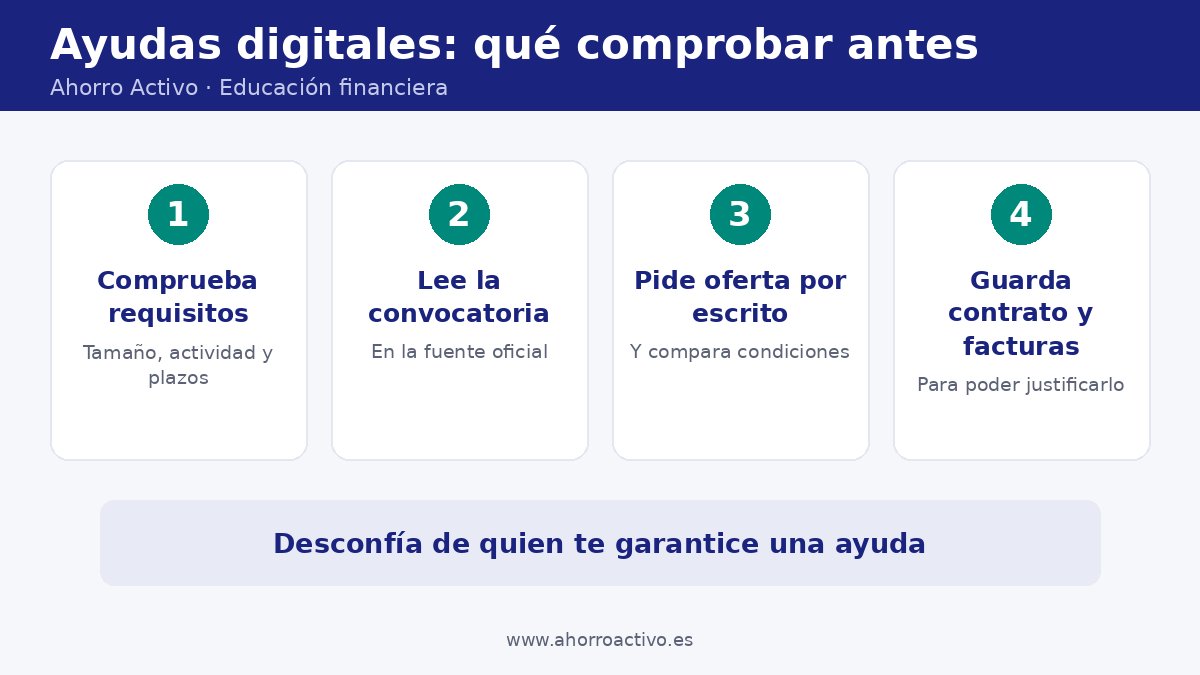 Ayudas digitales: qué comprobar antes
Ahorro Activo · Educación financiera
1
Comprueba
requisitos
Tamaño, actividad y
plazos
2
Lee la
convocatoria
En la fuente oficial
3
Pide oferta por
escrito
Y compara condiciones
4
Guarda
contrato y
facturas
Para poder justificarlo
Desconfía de quien te garantice una ayuda
www.ahorroactivo.es